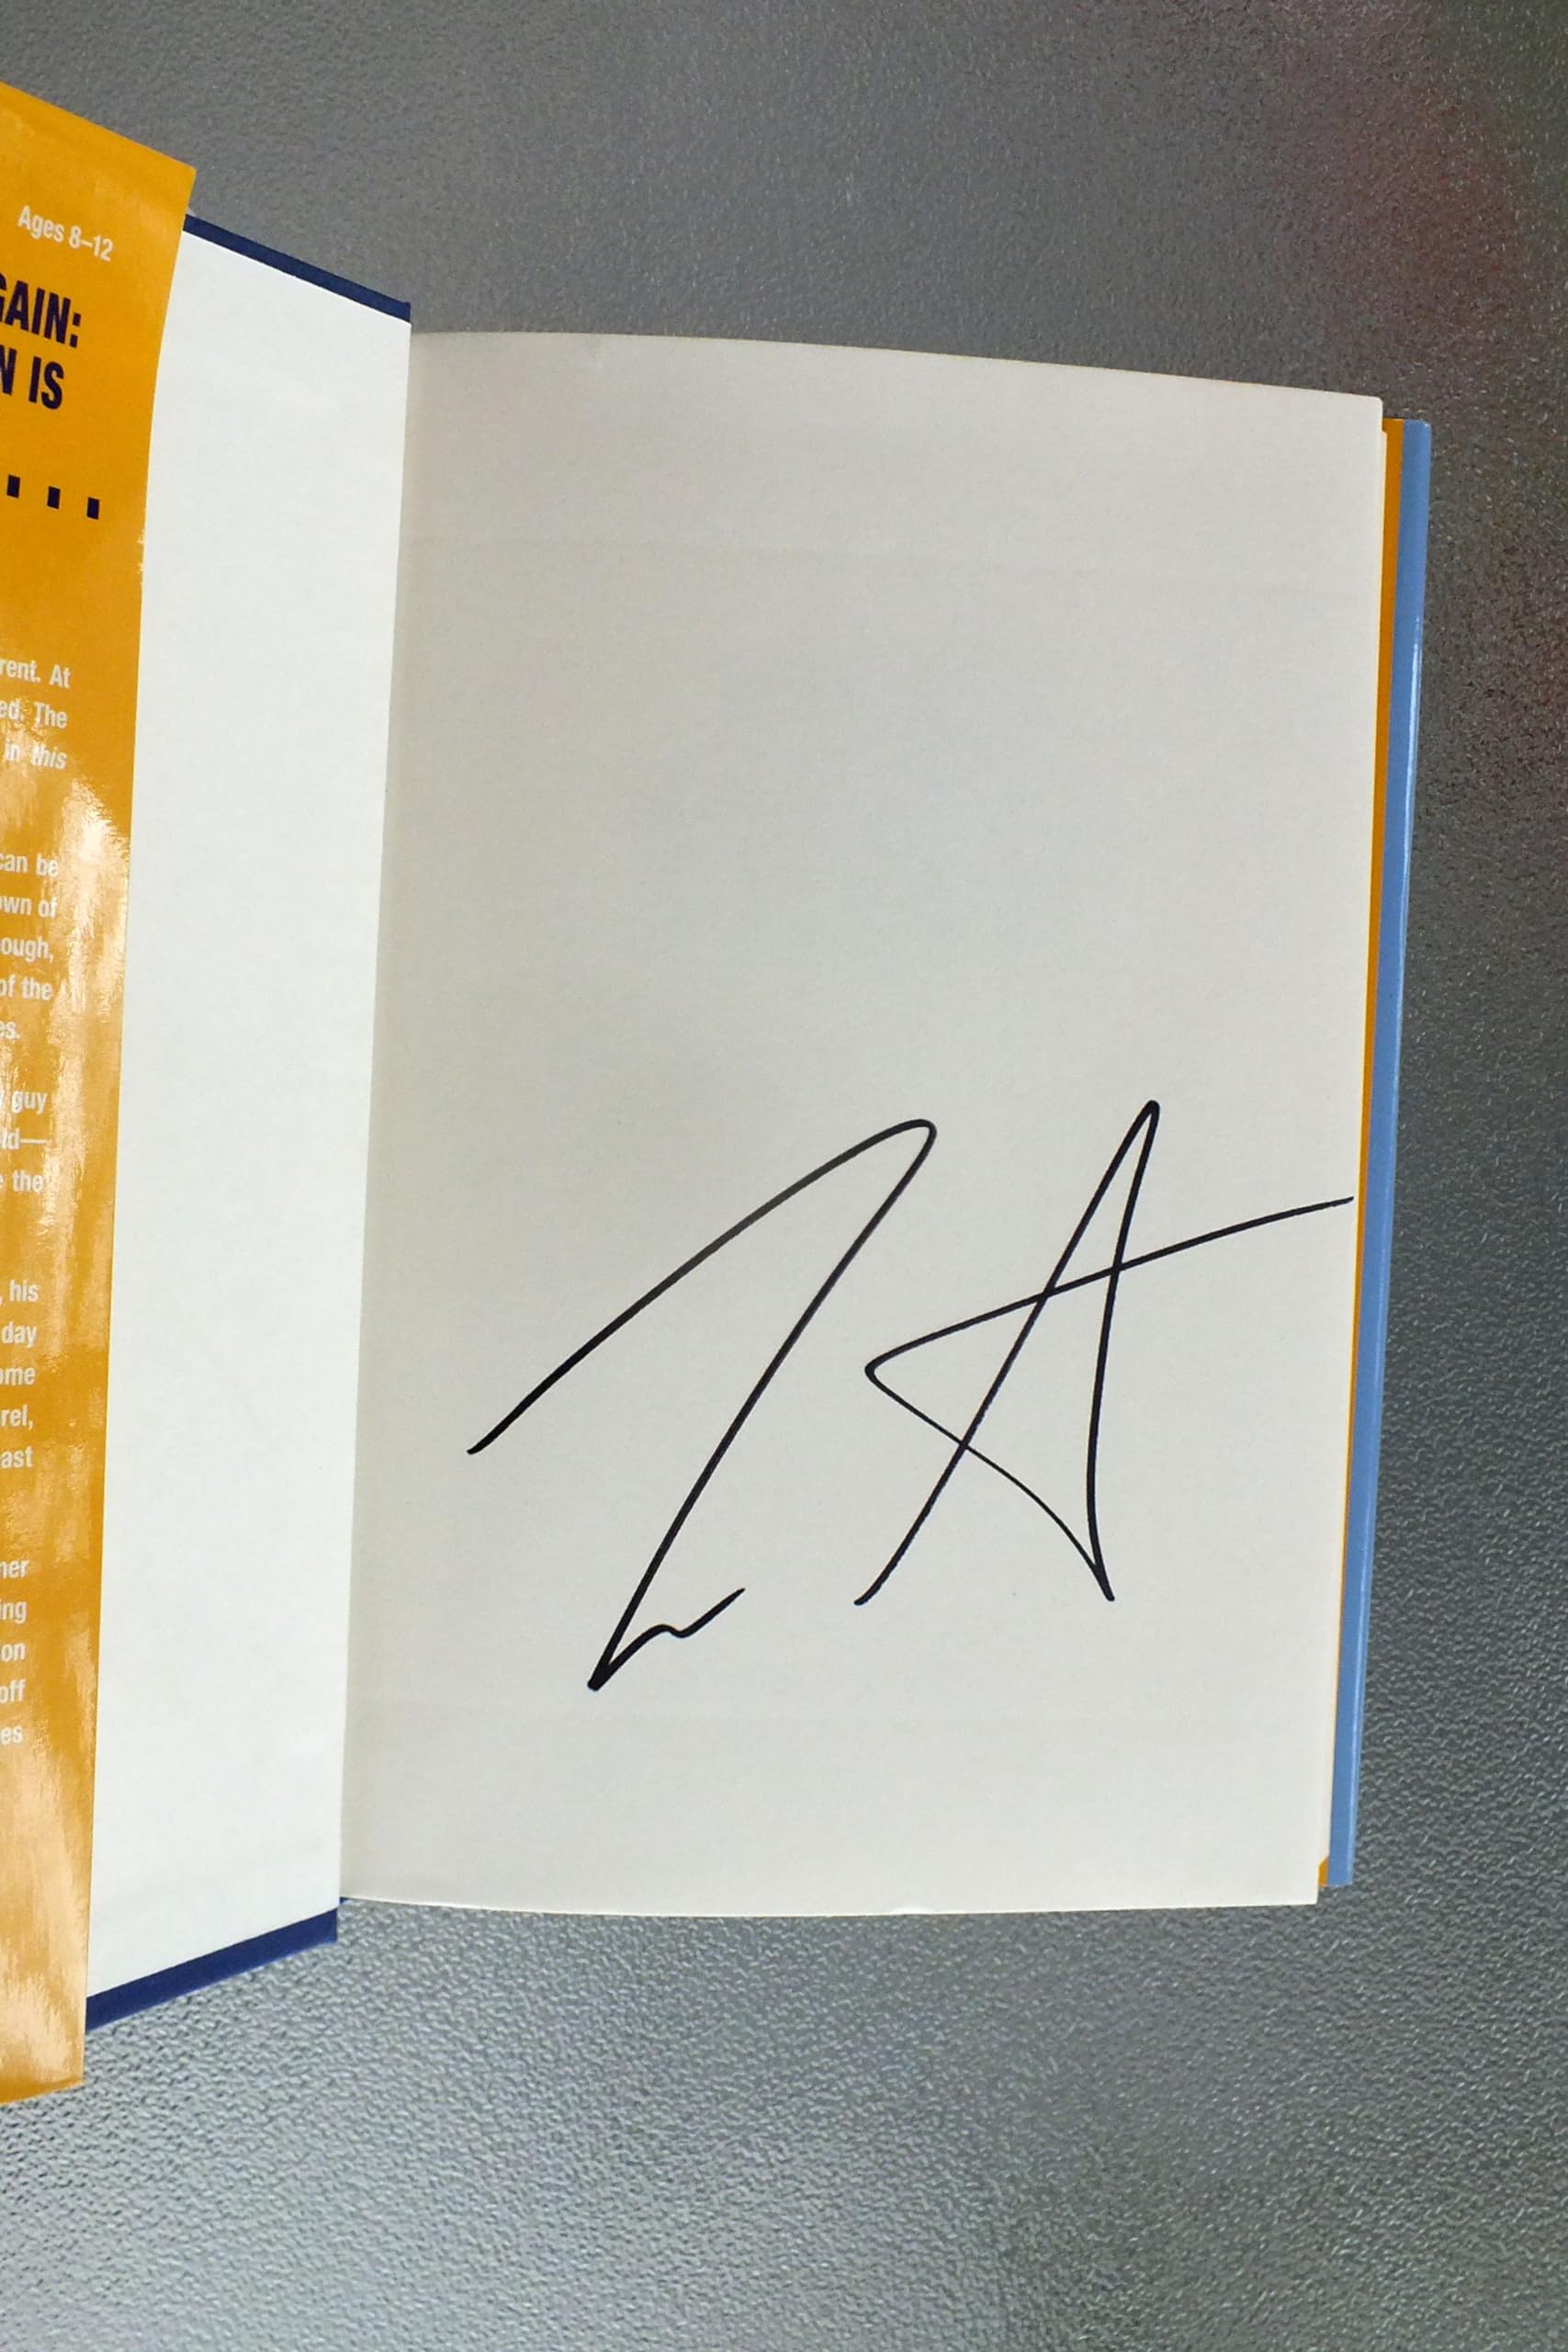 Ages 8–12
GAIN:
N IS
...
rent. At
ed. The
in this
can be
own of
ough,
of the
es.
guy
ld—
the
, his
day
ome
rel,
ast
ner
ing
on
off
es